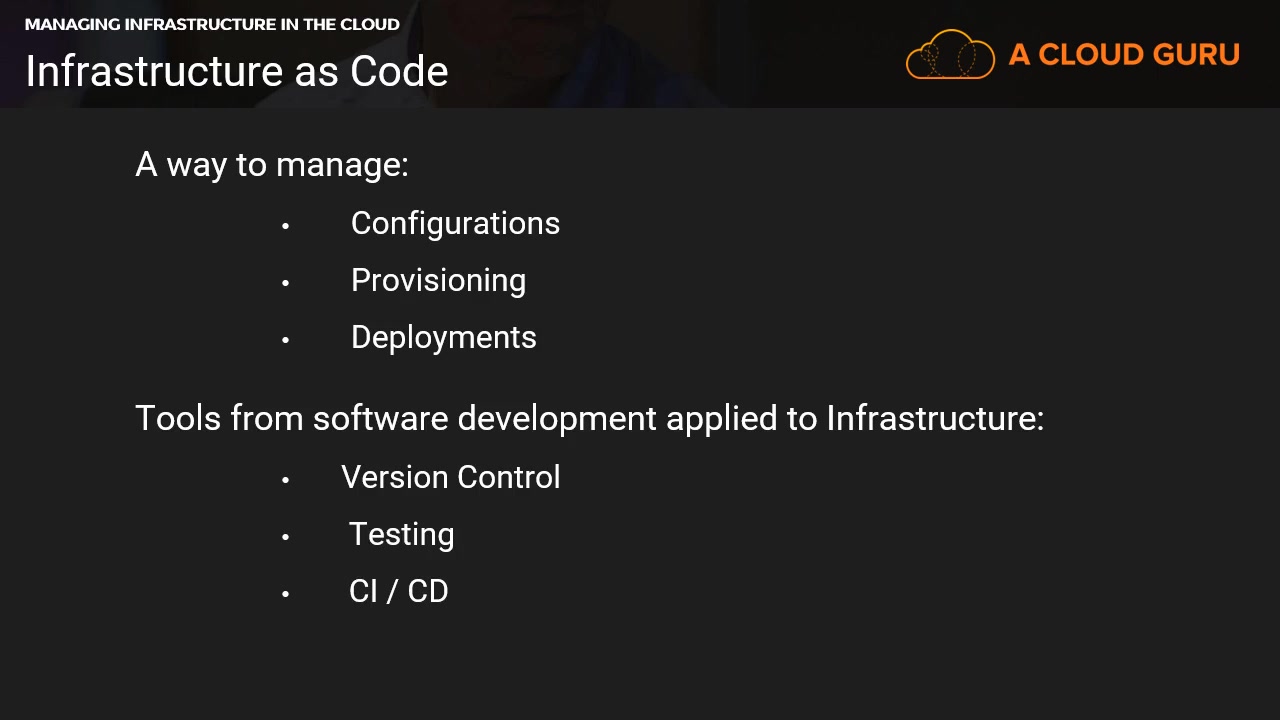 MANAGING INFRASTRUCTURE IN THE CLOUD
Infrastructure as Code
A CLOUD GURU
A way to manage:
• Configurations
• Provisioning
• Deployments
Tools from software development applied to Infrastructure:
• Version Control
• Testing
• CI / CD